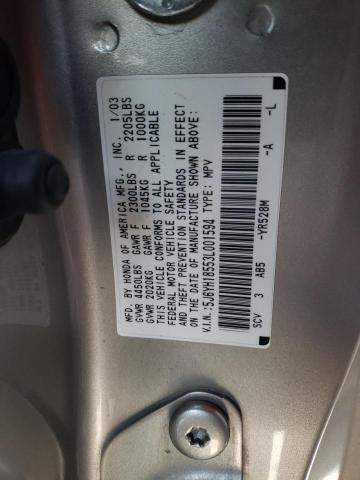 MFD. BY HONDA OF AMERICA MFG., INC. 1/03
GVWR 4450LBS GAWR F 2300LBS R 2205LBS
GVWR 2020KG GAWR F 1045KG R 1000KG
THIS VEHICLE CONFORMS TO ALL APPLICABLE
FEDERAL MOTOR VEHICLE SAFETY
AND THEFT PREVENTION STANDARDS IN EFFECT
ON THE DATE OF MANUFACTURE SHOWN ABOVE:
V.I.N.:5J6YH18553L001594 TYPE: MPV
SCV 3 AB5 -YR528M -A -L